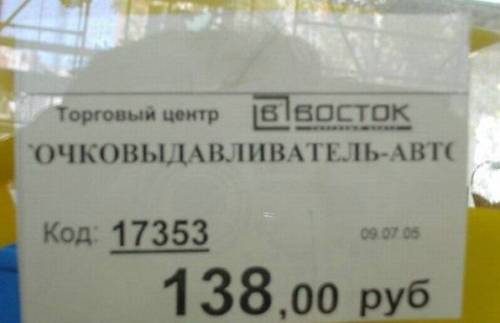 Торговый центр ВОСТОК
ОЧКОВЫДАВЛИВАТЕЛЬ-АВТО
Код: 17353 09.07.05
138,00 руб